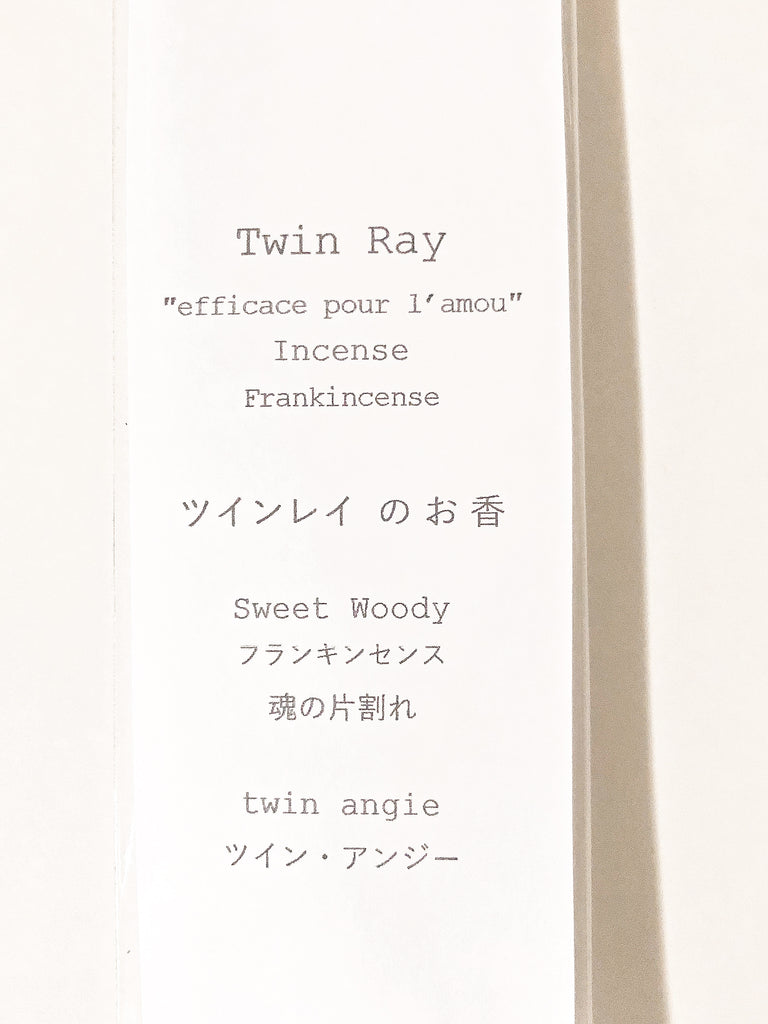 Twin Ray
"efficace pour l'amou"
Incense
Frankincense
ツインレイ のお香
Sweet Woody
フランキンセンス
魂の片割れ
twin angie
ツイン・アンジー